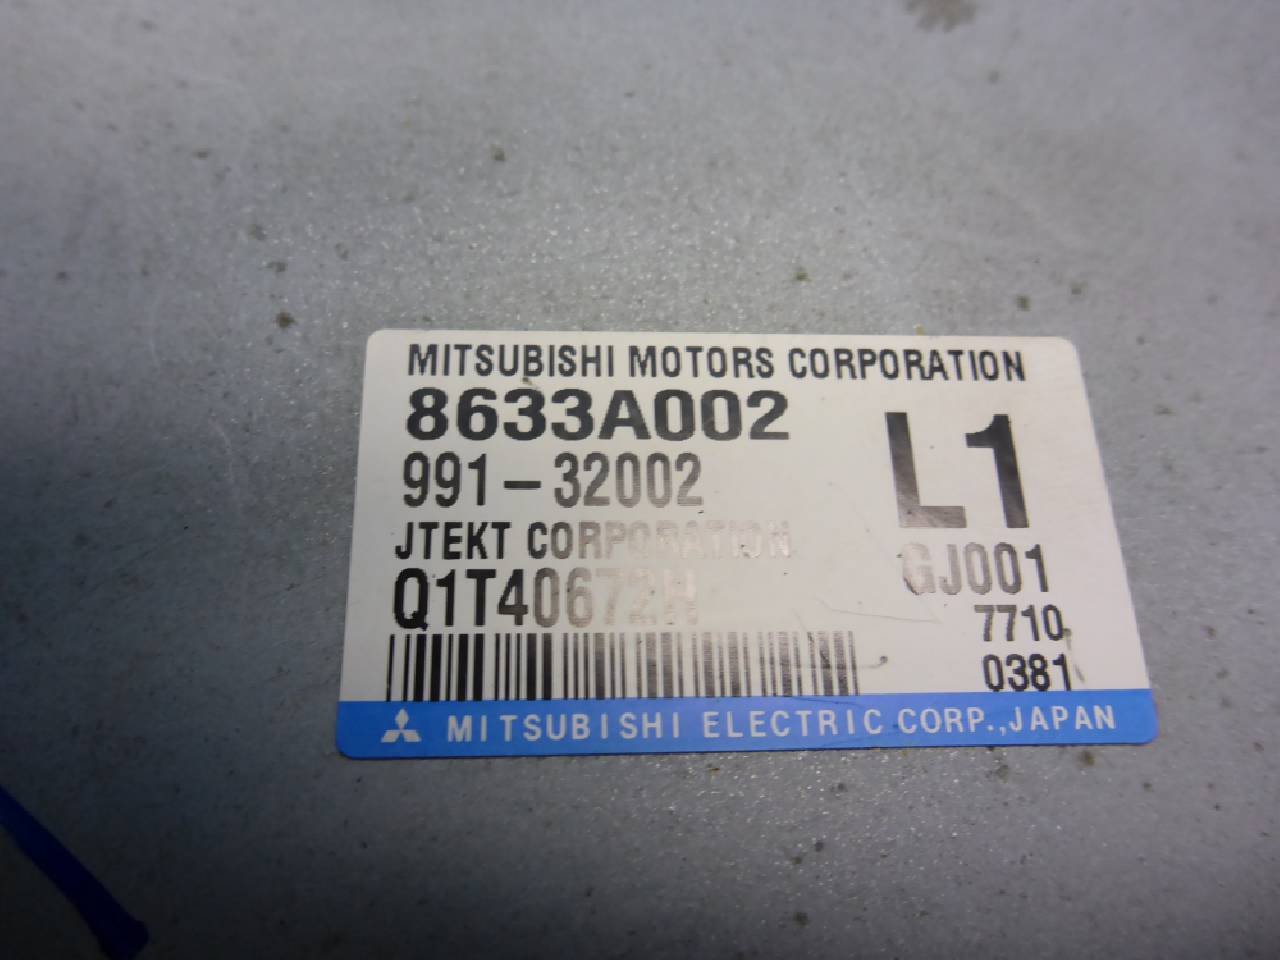 MITSUBISHI MOTORS CORPORATION
8633A002
991-32002
L1
JTEKT CORPORATION
GJ001
Q1T40672H
7710
0381
MITSUBISHI ELECTRIC CORP.,JAPAN